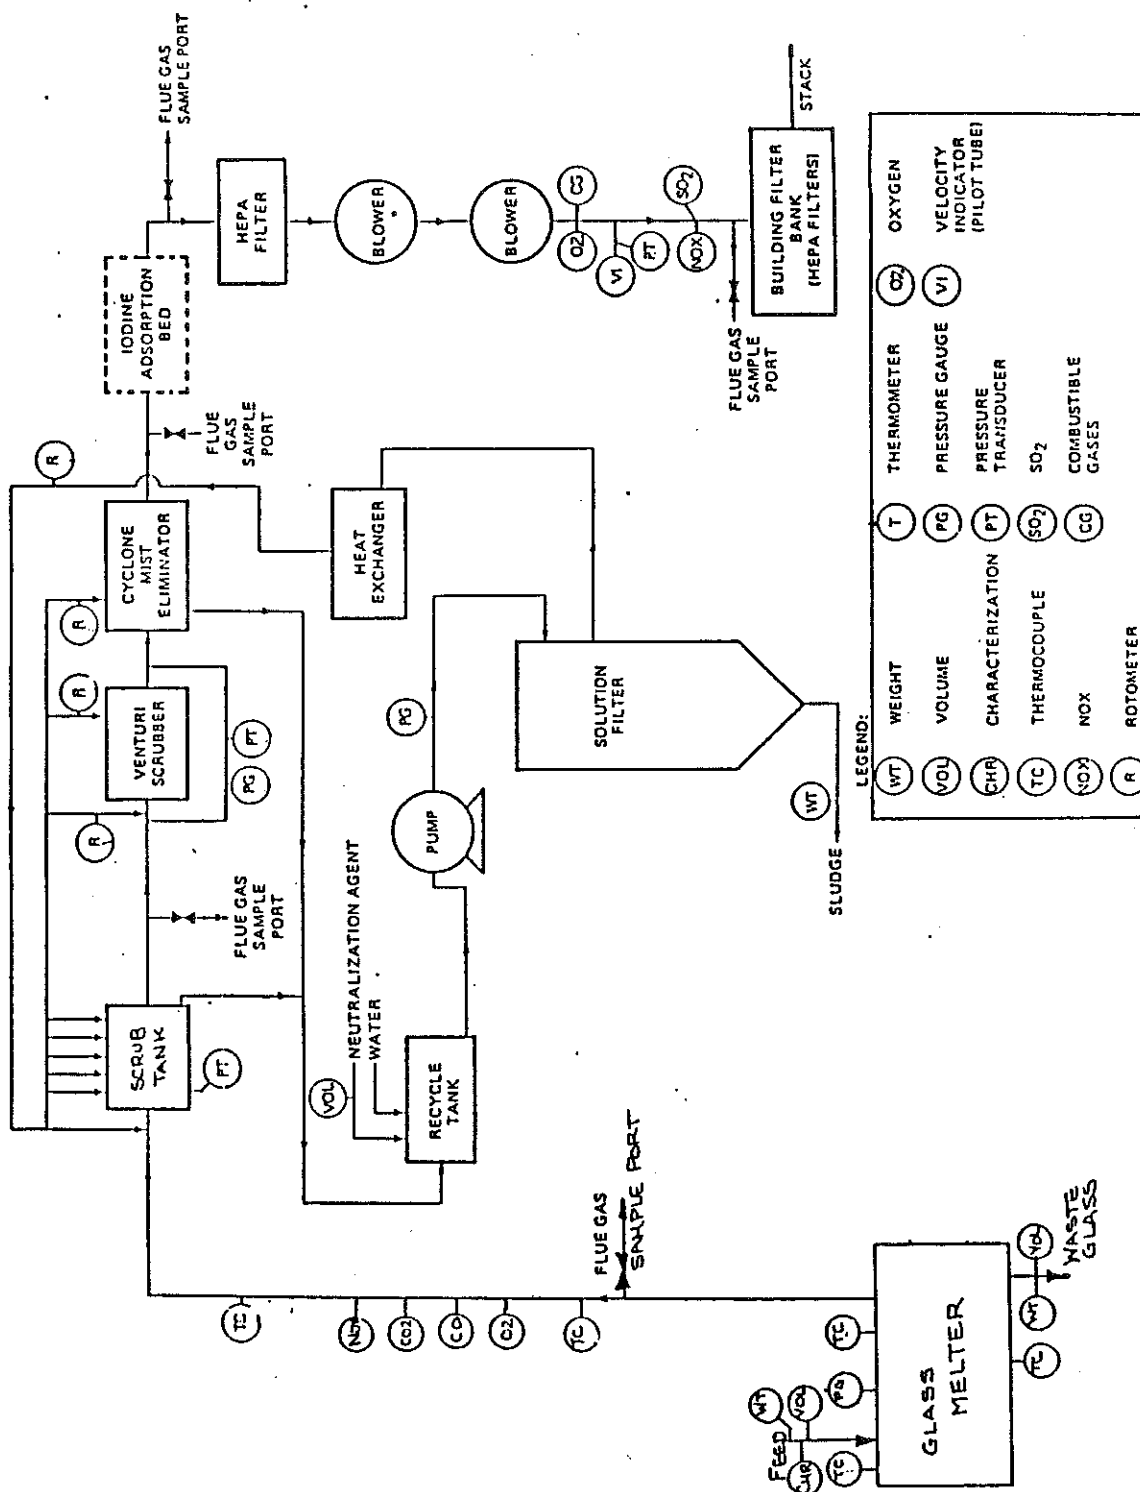 FLUE GAS
SAMPLE PORT
IODINE
ADSORPTION
BED
HEPA
FILTER
BLOWER
BLOWER
O2
CG
VI
PT
NOX
SO2
FLUE GAS
SAMPLE
PORT
BUILDING FILTER
BANK
(HEPA FILTERS)
STACK
FLUE
GAS
SAMPLE
PORT
R
CYCLONE
MIST
ELIMINATOR
R
VENTURI
SCRUBBER
R
R
PG
PT
FLUE GAS
SAMPLE
PORT
SCRUB
TANK
PT
HEAT
EXCHANGER
PG
PUMP
SOLUTION
FILTER
WT
SLUDGE
NEUTRALIZATION AGENT
WATER
VOL
RECYCLE
TANK
TC
CO2
CO
O2
TC
FLUE GAS
SAMPLE PORT
FEED
WT
VOL
CHR
TC
PG
TC
GLASS
MELTER
TC
WT
VOL
WASTE
GLASS
LEGEND:
WT WEIGHT
VOL VOLUME
CHR CHARACTERIZATION
TC THERMOCOUPLE
NOX NOX
R ROTOMETER
T THERMOMETER
PG PRESSURE GAUGE
PT PRESSURE
TRANSDUCER
SO2 SO2
CG COMBUSTIBLE
GASES
O2 OXYGEN
VI VELOCITY
INDICATOR
(PILOT TUBE)